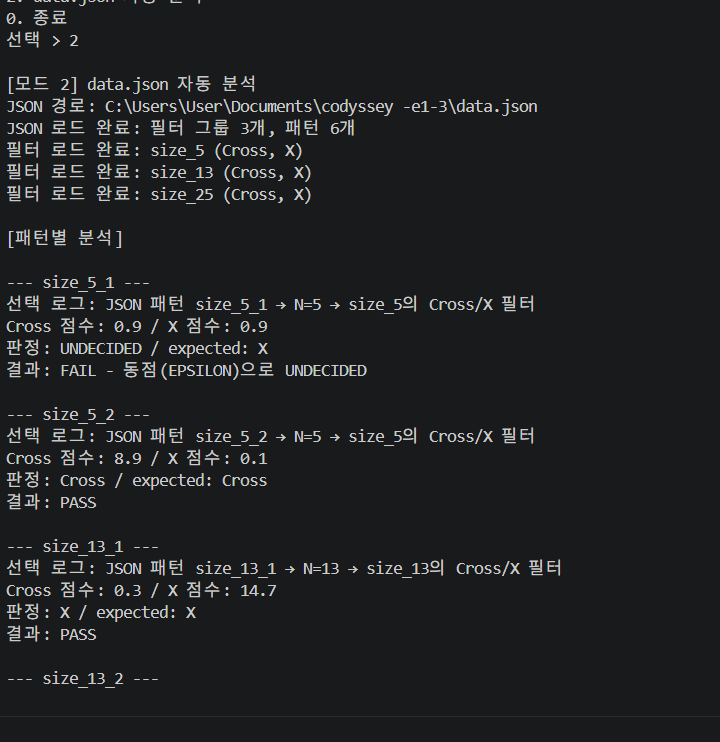 0. 종료
선택 > 2
[모드 2] data.json 자동 분석
JSON 경로: C:\Users\User\Documents\codyssey -e1-3\data.json
JSON 로드 완료: 필터 그룹 3개, 패턴 6개
필터 로드 완료: size_5 (Cross, X)
필터 로드 완료: size_13 (Cross, X)
필터 로드 완료: size_25 (Cross, X)
[패턴별 분석]
--- size_5_1 ---
선택 로그: JSON 패턴 size_5_1 → N=5 → size_5의 Cross/X 필터
Cross 점수: 0.9 / X 점수: 0.9
판정: UNDECIDED / expected: X
결과: FAIL - 동점(EPSILON)으로 UNDECIDED
--- size_5_2 ---
선택 로그: JSON 패턴 size_5_2 → N=5 → size_5의 Cross/X 필터
Cross 점수: 8.9 / X 점수: 0.1
판정: Cross / expected: Cross
결과: PASS
--- size_13_1 ---
선택 로그: JSON 패턴 size_13_1 → N=13 → size_13의 Cross/X 필터
Cross 점수: 0.3 / X 점수: 14.7
판정: X / expected: X
결과: PASS
--- size_13_2 ---